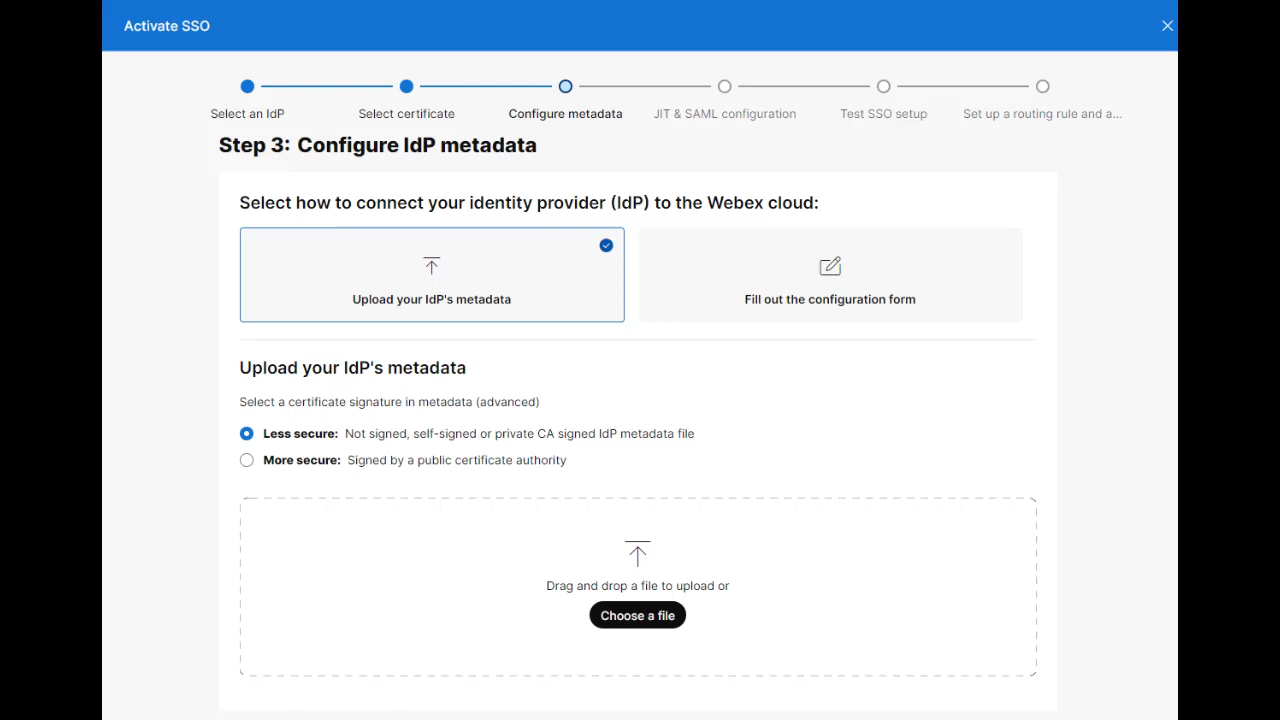 Activate SSO
Select an IdP
Select certificate
Configure metadata
JIT & SAML configuration
Test SSO setup
Set up a routing rule and a...
Step 3: Configure IdP metadata
Select how to connect your identity provider (IdP) to the Webex cloud:
Upload your IdP's metadata
Fill out the configuration form
Upload your IdP's metadata
Select a certificate signature in metadata (advanced)
Less secure: Not signed, self-signed or private CA signed IdP metadata file
More secure: Signed by a public certificate authority
Drag and drop a file to upload or
Choose a file